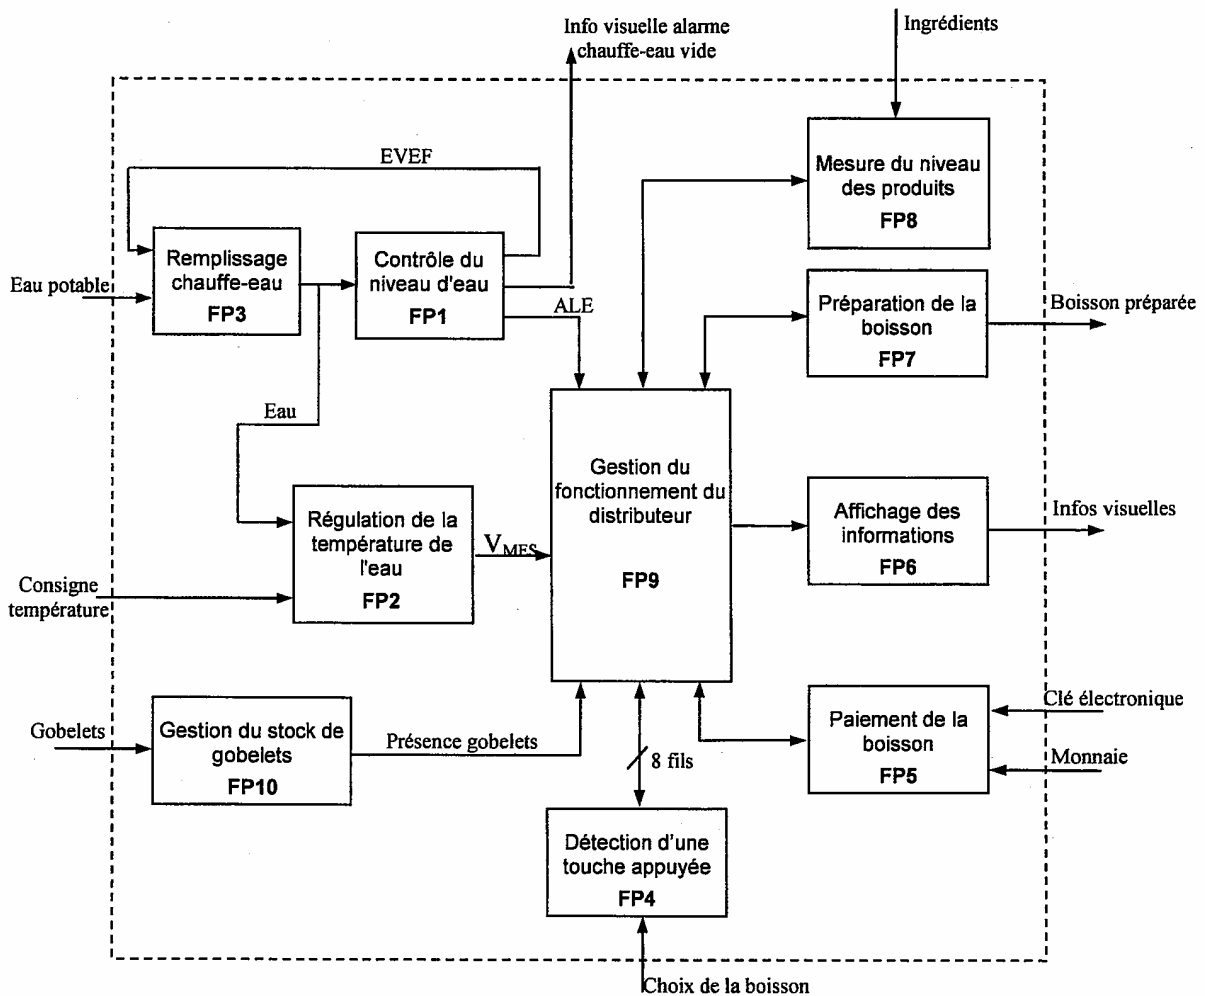 Info visuelle alarme
chauffe-eau vide
Ingrédients
EVEF
Mesure du niveau
des produits
FP8
Remplissage
chauffe-eau
FP3
Contrôle du
niveau d'eau
FP1
Eau potable
ALE
Préparation de la
boisson
FP7
Boisson préparée
Eau
Gestion du
fonctionnement du
distributeur
FP9
Régulation de la
température de
l'eau
FP2
VMES
Affichage des
informations
FP6
Infos visuelles
Consigne
température
Gobelets
Gestion du stock de
gobelets
FP10
Présence gobelets
8 fils
Paiement de la
boisson
FP5
Clé électronique
Monnaie
Détection d'une
touche appuyée
FP4
Choix de la boisson